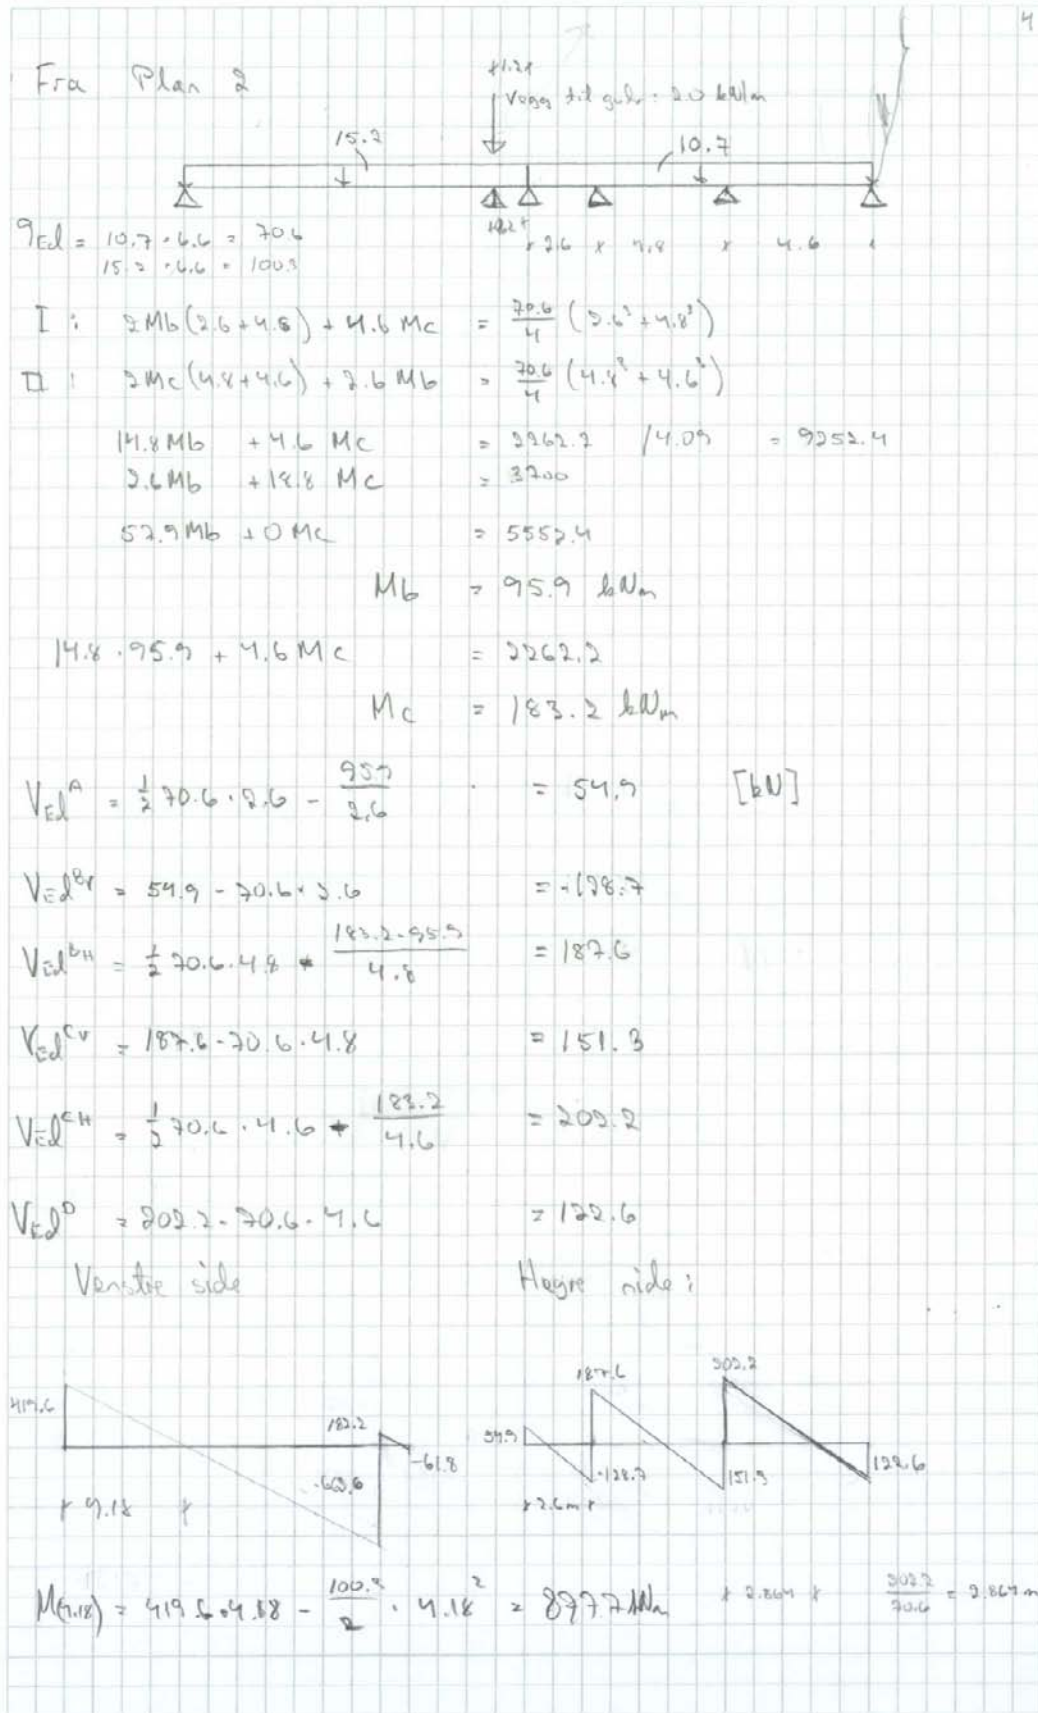 4
Fra Plan 2
Vegg til gulv: 20 kN/m
15.2 10.7
qEd = 10.7 · 6.6 = 70.6
15.2 · 6.6 = 100.3
2.6 x 4.8 x 4.6
I : 2Mb(2.6+4.8) + 4.6 Mc = 70.6/4 (2.6³ + 4.8³)
II : 2Mc(4.8+4.6) + 2.6 Mb = 70.6/4 (4.8³ + 4.6³)
14.8 Mb + 4.6 Mc = 2262.2 /4.09 = 9252.4
2.6 Mb + 18.8 Mc = 3700
57.9 Mb + 0 Mc = 5552.4
Mb = 95.9 kNm
14.8 · 95.9 + 4.6 Mc = 2262.2
Mc = 183.2 kNm
VEd^A = 1/2 70.6 · 2.6 - 95.9/2.6 = 54.9 [kN]
VEd^BV = 54.9 - 70.6 · 2.6 = -128.7
VEd^BH = 1/2 70.6 · 4.8 + (183.2-95.9)/4.8 = 187.6
VEd^CV = 187.6 - 70.6 · 4.8 = 151.3
VEd^CH = 1/2 70.6 · 4.6 + 183.2/4.6 = 202.2
VEd^D = 202.2 - 70.6 · 4.6 = 122.6
Venstre side Høyre side :
187.6 202.2
419.6 182.2 54.9
-61.8 -128.7 151.3 122.6
x 9.18 x x 2.6m x
M(4.18) = 419.6 · 4.18 - 100.3/2 · 4.18² = 877.7 kNm x 2.864 x 202.2/70.6 = 2.864 m